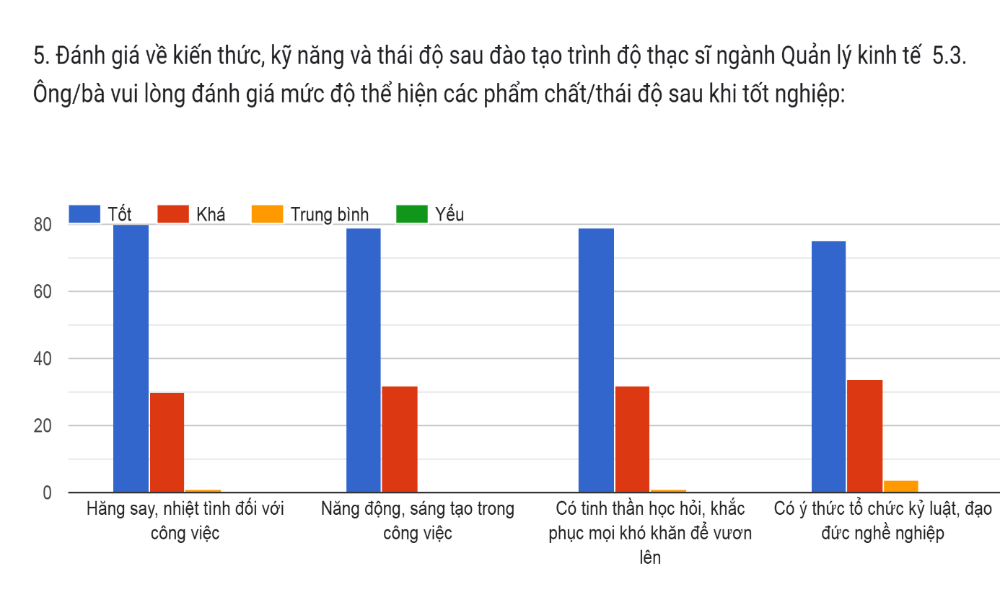 5. Đánh giá về kiến thức, kỹ năng và thái độ sau đào tạo trình độ thạc sĩ ngành Quản lý kinh tế  5.3.
Ông/bà vui lòng đánh giá mức độ thể hiện các phẩm chất/thái độ sau khi tốt nghiệp:
Tốt Khá Trung bình Yếu
80
60
40
20
0
Hăng say, nhiệt tình đối với
công việc
Năng động, sáng tạo trong
công việc
Có tinh thần học hỏi, khắc
phục mọi khó khăn để vươn
lên
Có ý thức tổ chức kỷ luật, đạo
đức nghề nghiệp